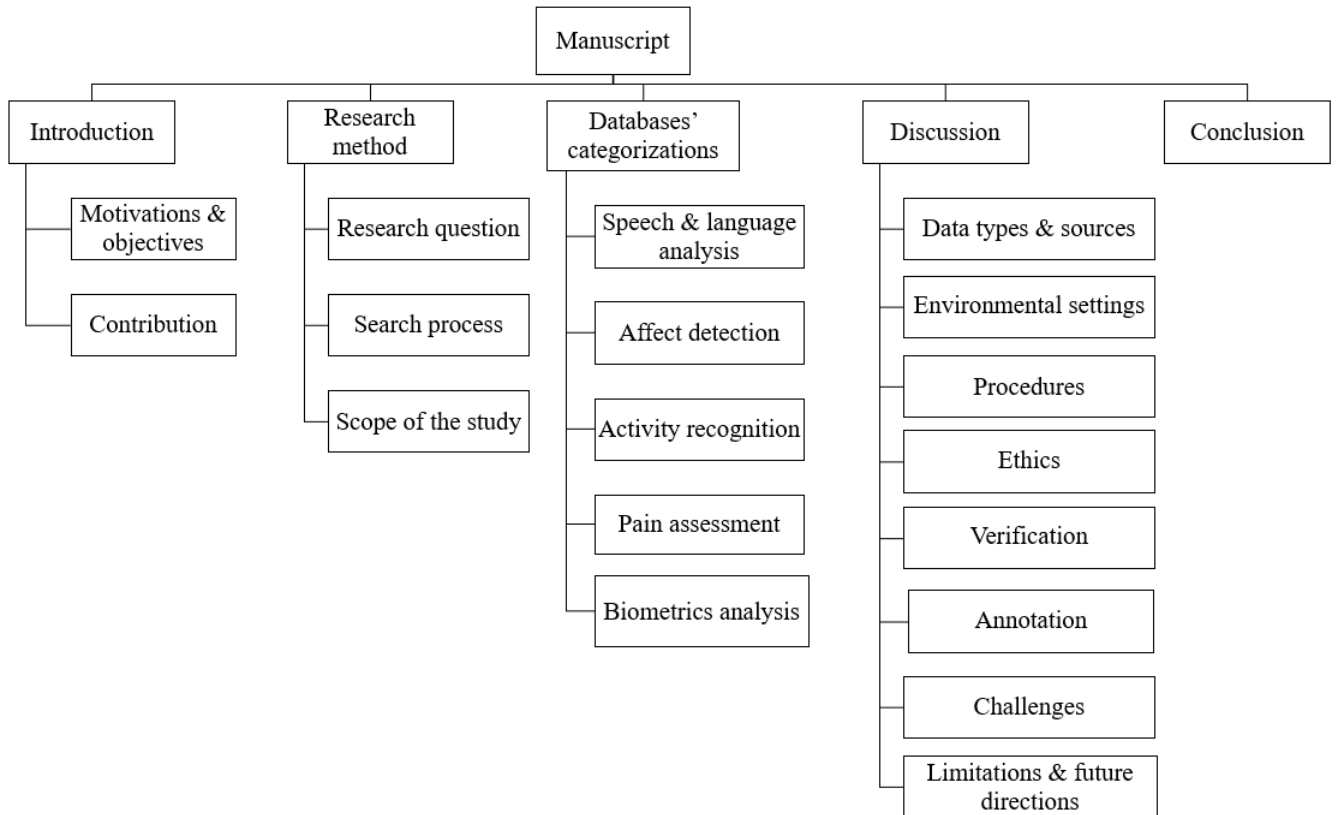 Manuscript
Introduction
Research
method
Databases’
categorizations
Discussion
Conclusion
Motivations &
objectives
Contribution
Research question
Search process
Scope of the study
Speech & language
analysis
Affect detection
Activity recognition
Pain assessment
Biometrics analysis
Data types & sources
Environmental settings
Procedures
Ethics
Verification
Annotation
Challenges
Limitations & future
directions